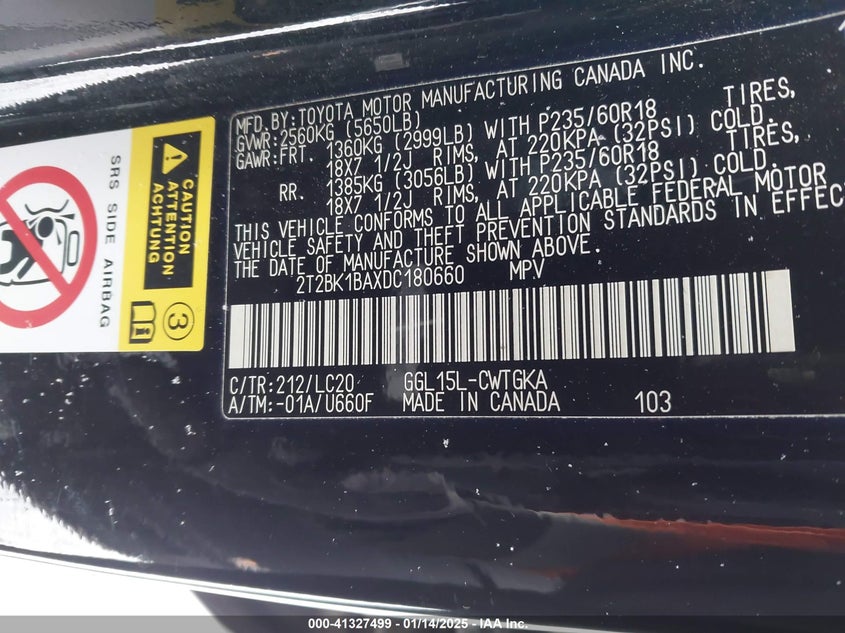 MFD.BY:TOYOTA MOTOR MANUFACTURING CANADA INC.
GVWR:2560KG (5650LB)
GAWR:FRT. 1360KG (2999LB) WITH P235/60R18 TIRES,
18X7 1/2J RIMS, AT 220KPA (32PSI) COLD.
RR. 1385KG (3056LB) WITH P235/60R18 TIRES,
18X7 1/2J RIMS, AT 220KPA (32PSI) COLD.
THIS VEHICLE CONFORMS TO ALL APPLICABLE FEDERAL MOTOR
VEHICLE SAFETY AND THEFT PREVENTION STANDARDS IN EFFEC
THE DATE OF MANUFACTURE SHOWN ABOVE.
2T2BK1BAXDC180660 MPV
C/TR:212/LC20 GGL15L-CWTGKA
A/TM:-01A/U660F MADE IN CANADA 103
SRS SIDE AIRBAG
CAUTION
ATTENTION
ACHTUNG
3
000-41327499 - 01/14/2025 - IAA Inc.